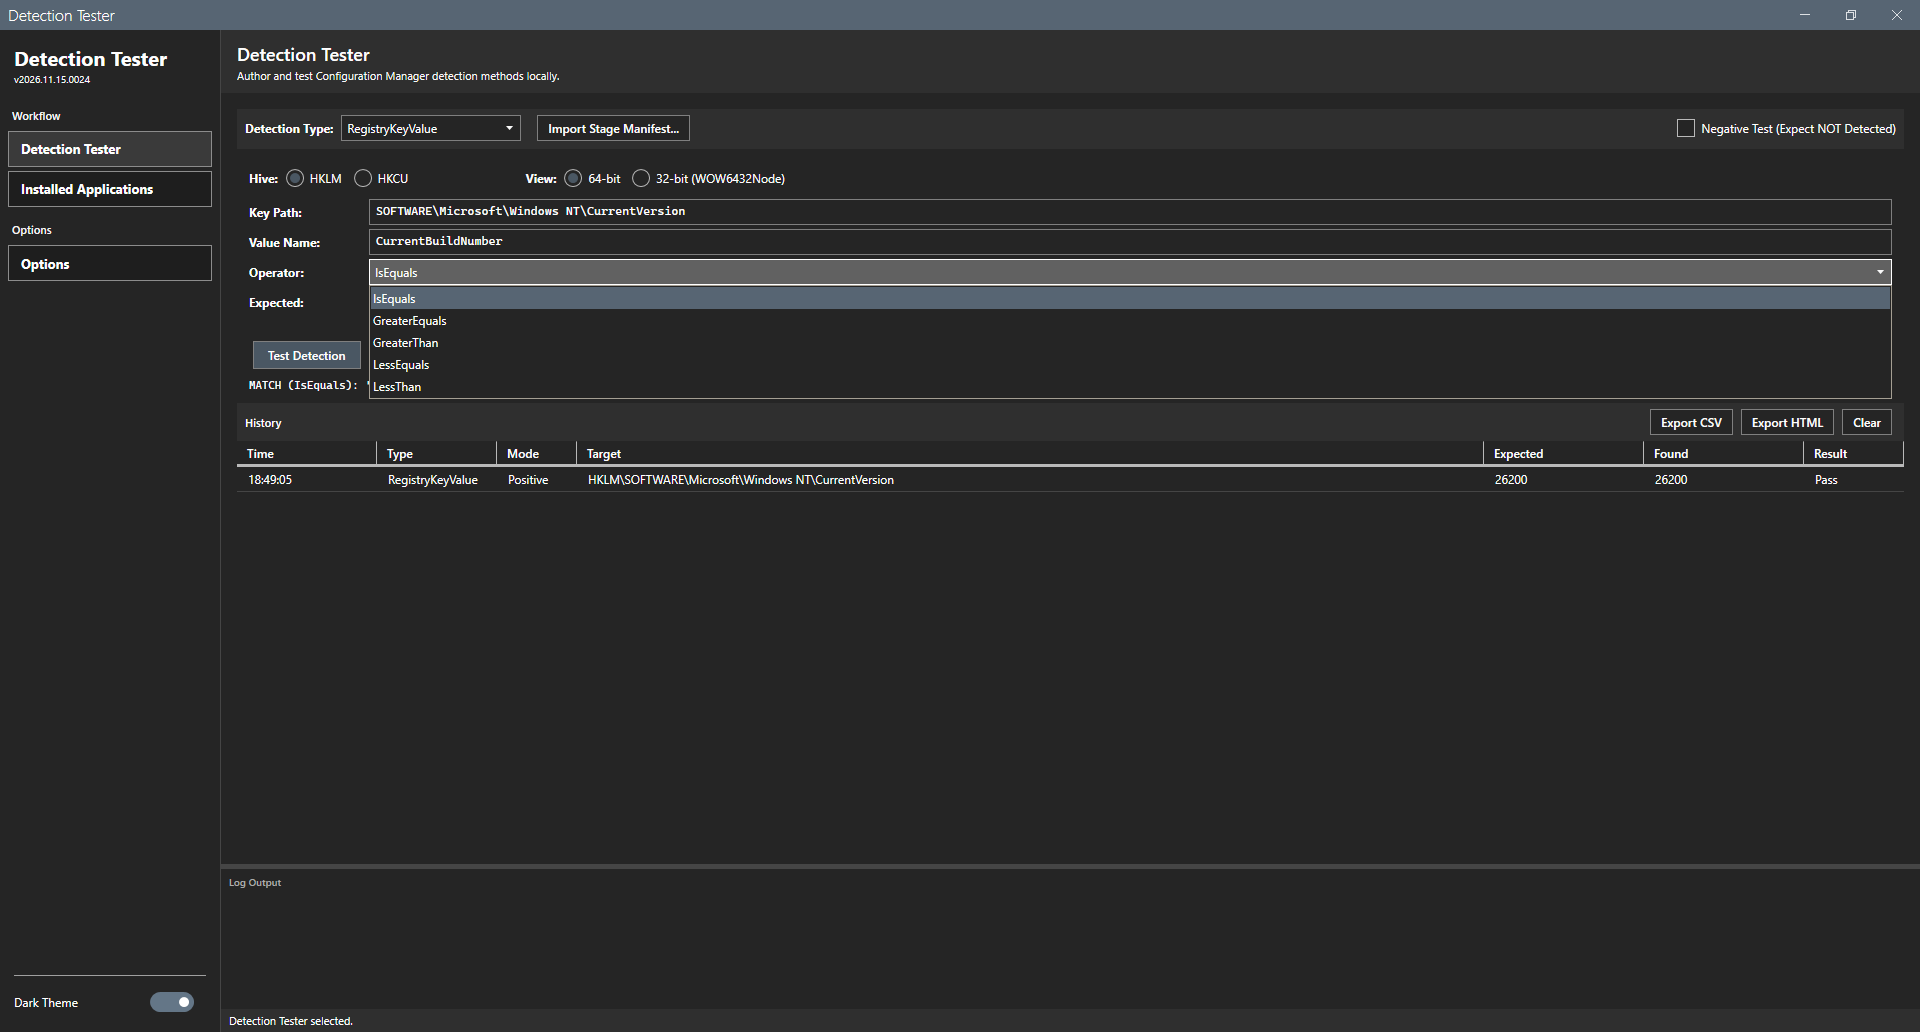 Detection Tester
Detection Tester
v2026.11.15.0024
Workflow
Detection Tester
Installed Applications
Options
Options
Dark Theme
Detection Tester
Author and test Configuration Manager detection methods locally.
Detection Type: RegistryKeyValue Import Stage Manifest... Negative Test (Expect NOT Detected)
Hive: HKLM HKCU View: 64-bit 32-bit (WOW6432Node)
Key Path: SOFTWARE\Microsoft\Windows NT\CurrentVersion
Value Name: CurrentBuildNumber
Operator: IsEquals
Expected:
IsEquals
GreaterEquals
GreaterThan
LessEquals
LessThan
Test Detection
MATCH (IsEquals): '
History Export CSV Export HTML Clear
Time Type Mode Target Expected Found Result
18:49:05 RegistryKeyValue Positive HKLM\SOFTWARE\Microsoft\Windows NT\CurrentVersion 26200 26200 Pass
Log Output
Detection Tester selected.